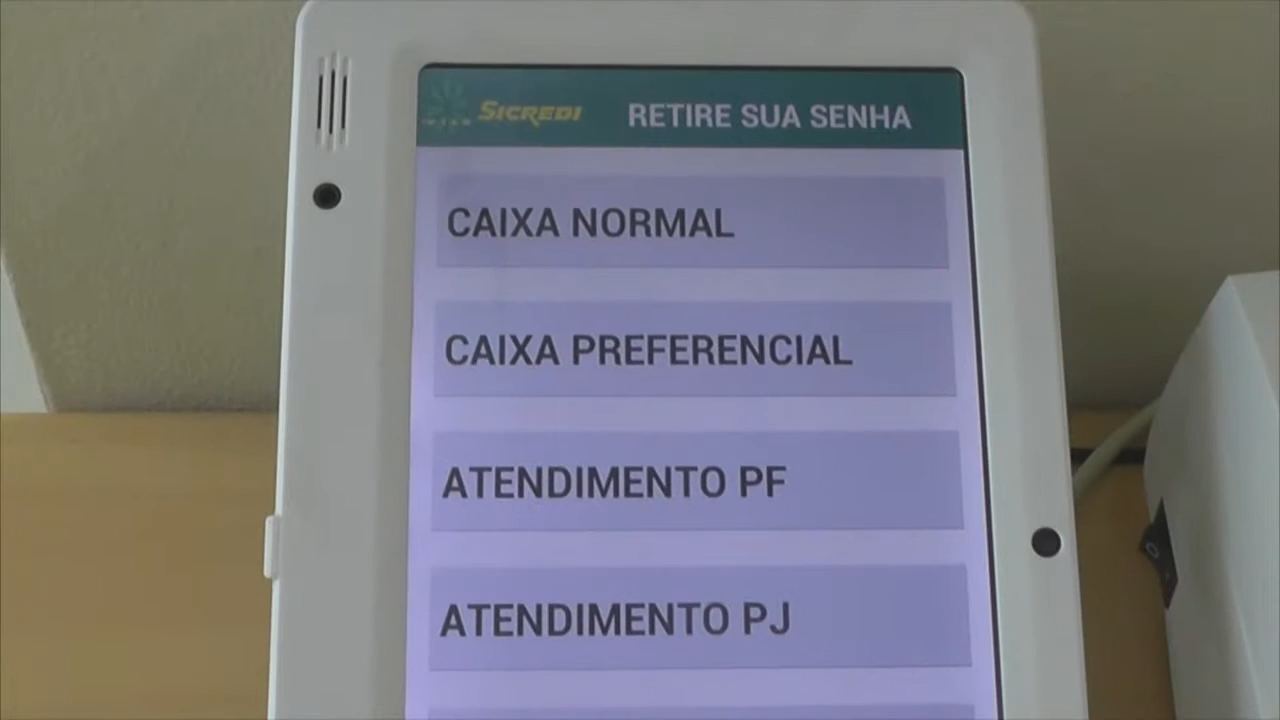 SICREDI RETIRE SUA SENHA
CAIXA NORMAL
CAIXA PREFERENCIAL
ATENDIMENTO PF
ATENDIMENTO PJ